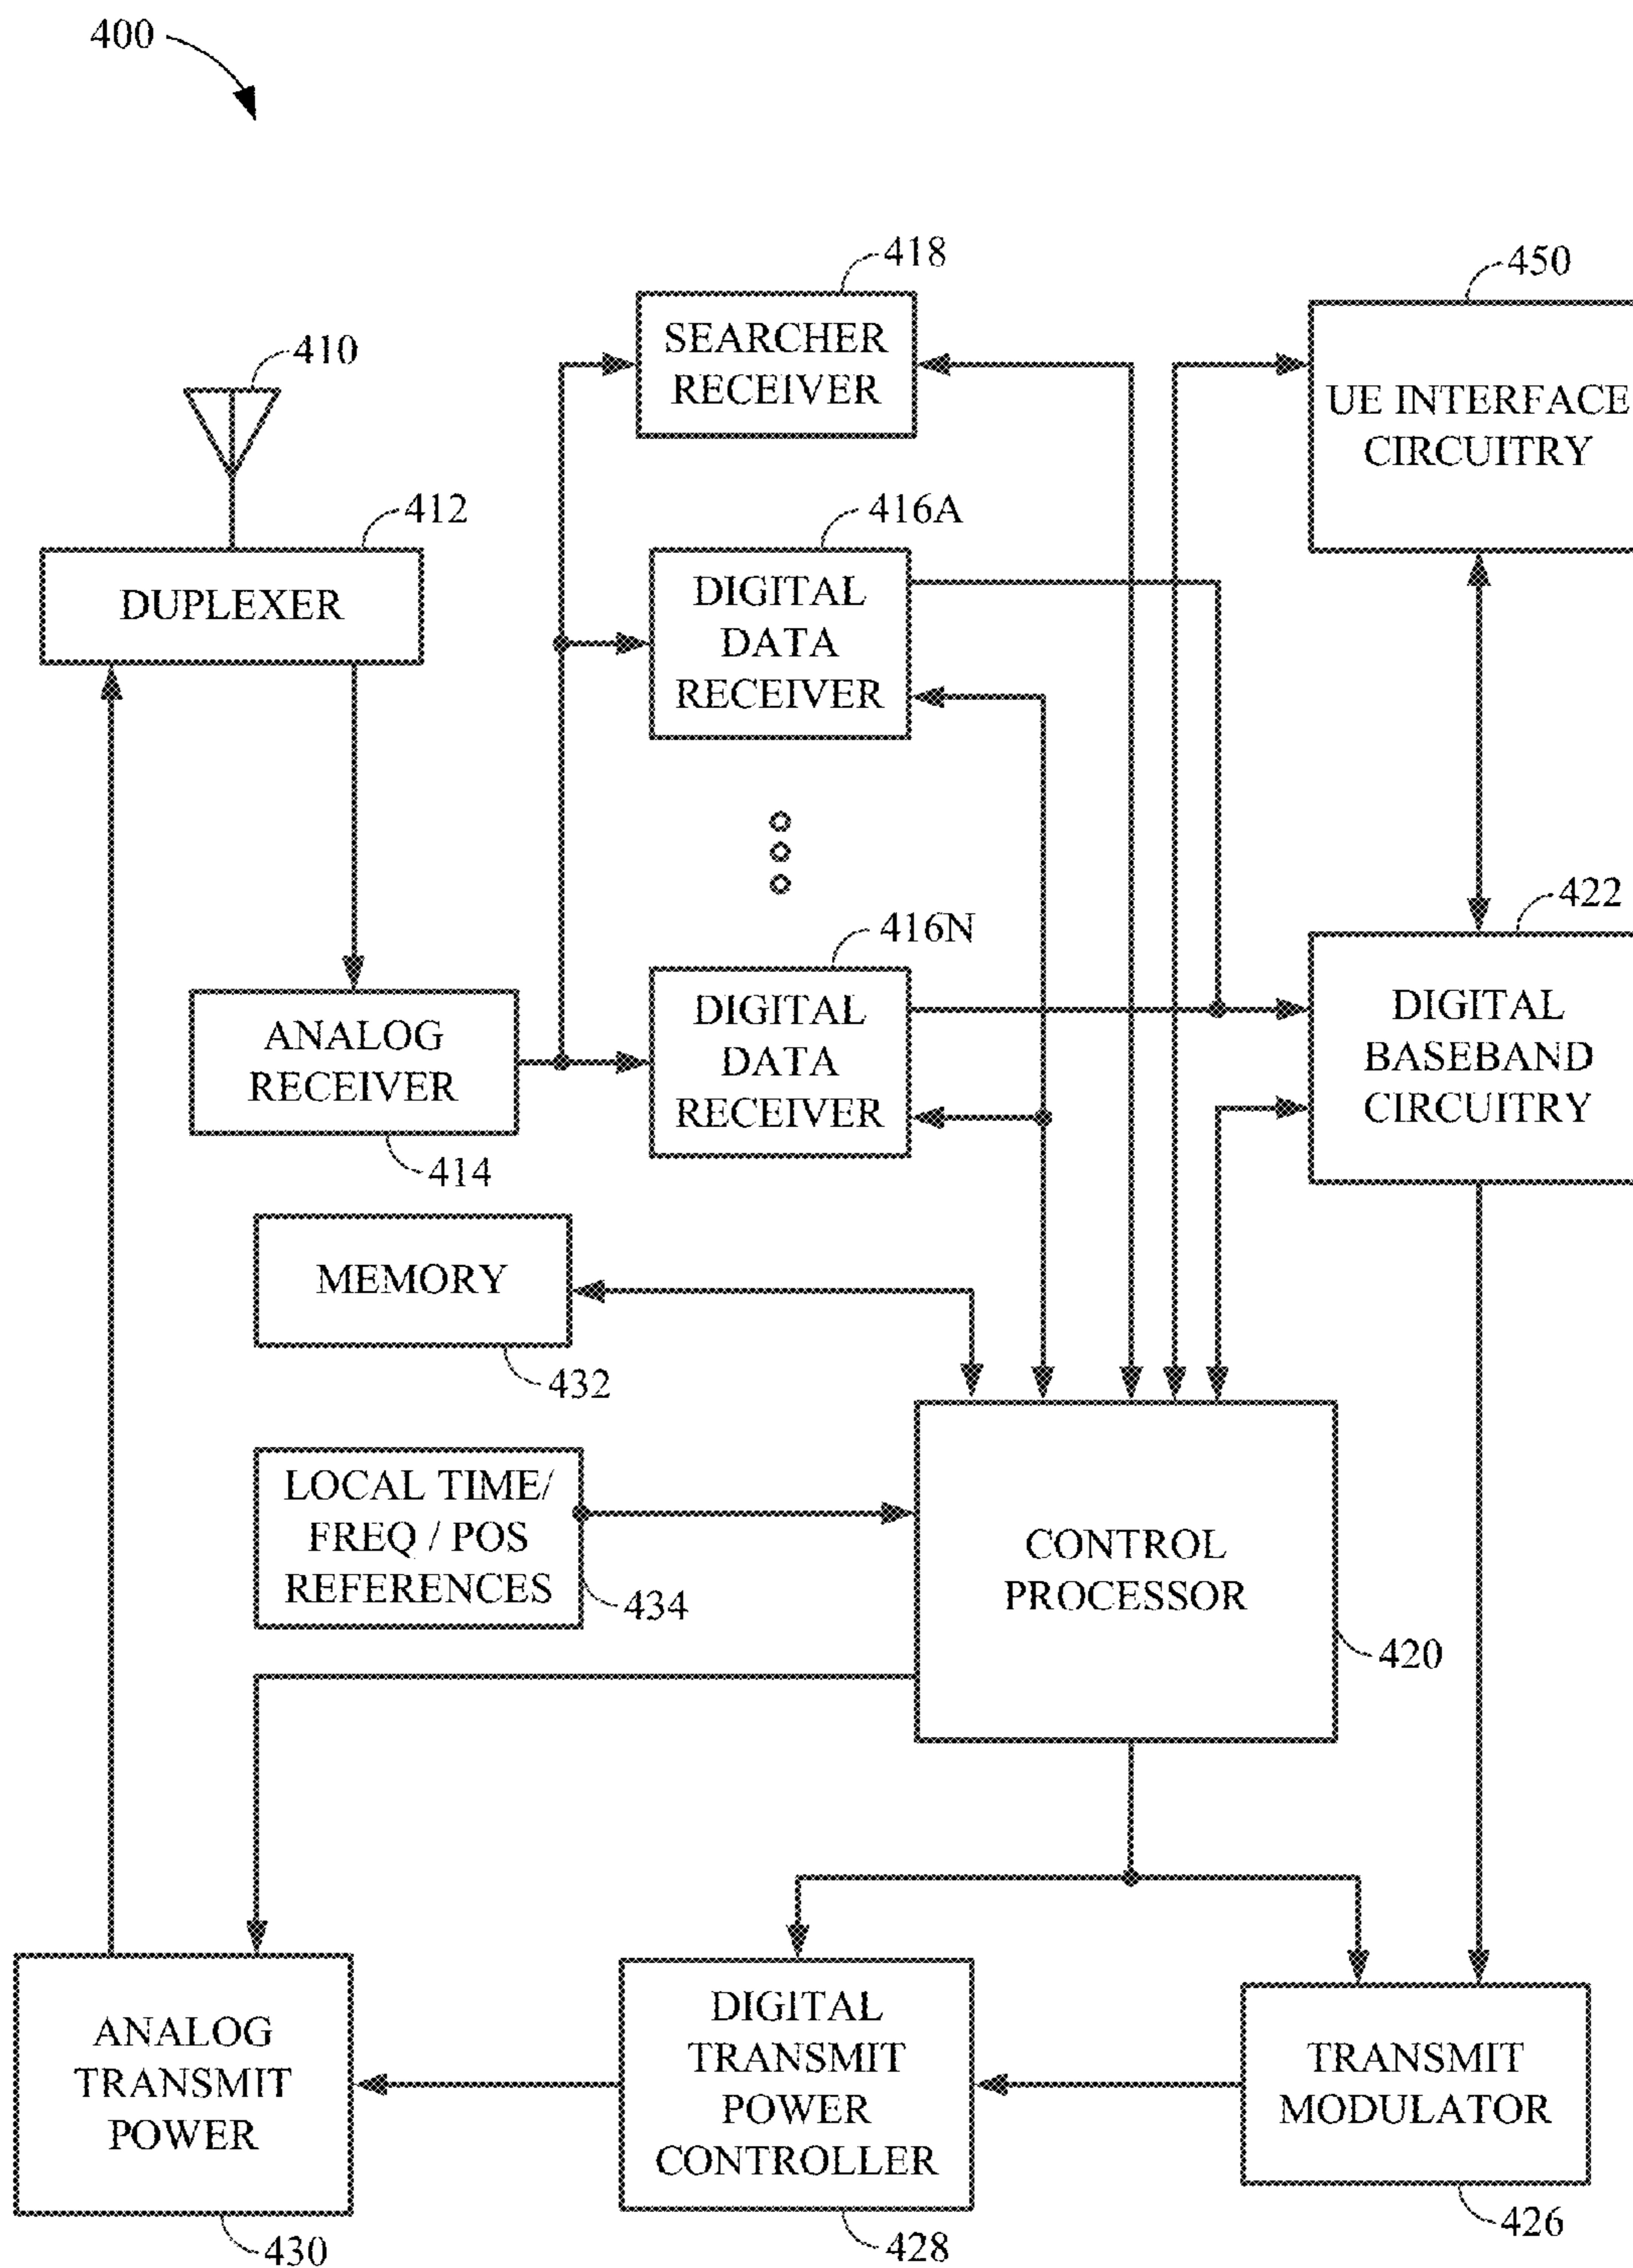 400
418
SEARCHER
RECEIVER
450
UE INTERFACE
CIRCUITRY
410
412
DUPLEXER
416A
DIGITAL
DATA
RECEIVER
416N
DIGITAL
DATA
RECEIVER
422
DIGITAL
BASEBAND
CIRCUITRY
ANALOG
RECEIVER
414
MEMORY
432
LOCAL TIME/
FREQ / POS
REFERENCES
434
CONTROL
PROCESSOR
420
ANALOG
TRANSMIT
POWER
430
DIGITAL
TRANSMIT
POWER
CONTROLLER
428
TRANSMIT
MODULATOR
426